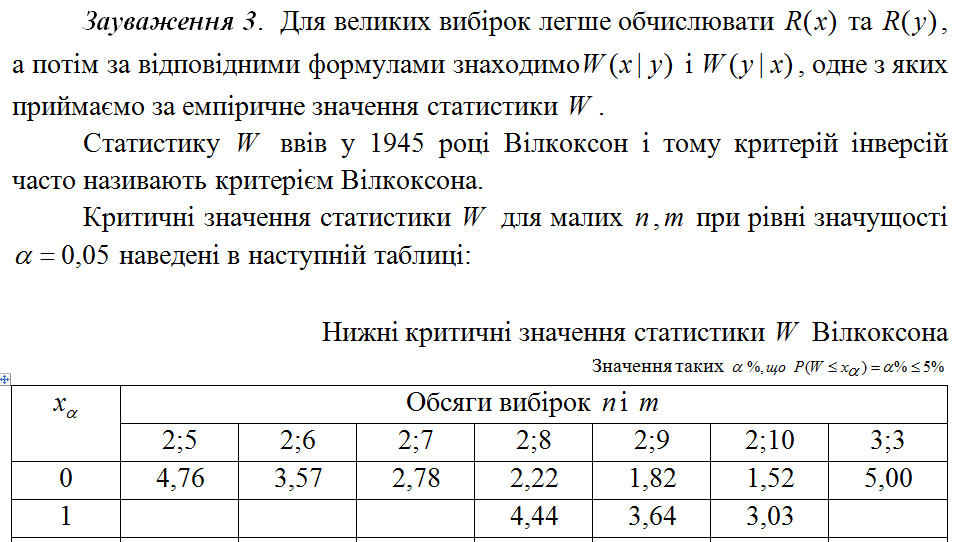 Зауваження 3. Для великих вибірок легше обчислювати R(x) та R(y),
а потім за відповідними формулами знаходимо W(x | y) і W(y | x), одне з яких
приймаємо за емпіричне значення статистики W.
Статистику W ввів у 1945 році Вілкоксон і тому критерій інверсій
часто називають критерієм Вілкоксона.
Критичні значення статистики W для малих n, m при рівні значущості
α = 0,05 наведені в наступній таблиці:
Нижні критичні значення статистики W Вілкоксона
Значення таких α %, що P(W ≤ xα) = α% ≤ 5%
xα Обсяги вибірок n і m
2;5 2;6 2;7 2;8 2;9 2;10 3;3
0 4,76 3,57 2,78 2,22 1,82 1,52 5,00
1 4,44 3,64 3,03